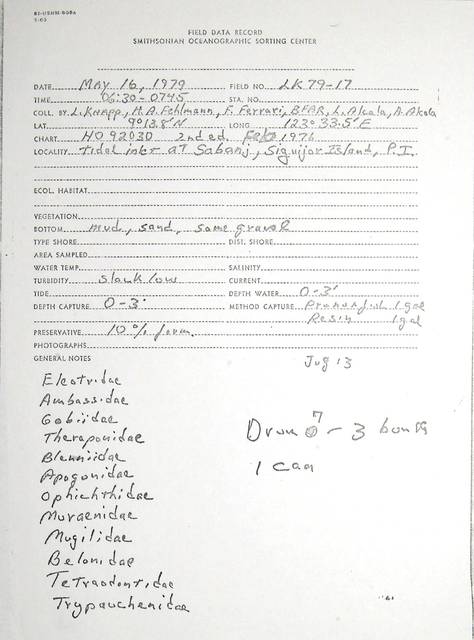 SI-USNM-808A
FIELD DATA RECORD
SMITHSONIAN OCEANOGRAPHIC SORTING CENTER
DATE May 16, 1979 FIELD NO. LK 79-17
TIME 06:30-0745 STA. NO.
COLL. BY L. Knapp, H.A. Fehlmann, F. Ferrari, BFAR, L. Alcala, A. Alcala
LAT. 9°13.8'N LONG 123°33.5'E
CHART HO 92030 2nd ed. Feb 1976
LOCALITY Tidal inlet at Sabang, Siquijor Island, P.I.
ECOL. HABITAT
VEGETATION
BOTTOM mud, sand, some gravel
TYPE SHORE DIST. SHORE
AREA SAMPLED
WATER TEMP. SALINITY
TURBIDITY slack low CURRENT
TIDE DEPTH WATER 0-3'
DEPTH CAPTURE 0-3' METHOD CAPTURE Pronoxfish 1 gal
Resin 1 gal
PRESERVATIVE 10% form.
PHOTOGRAPHS
GENERAL NOTES Jug 13
Eleotridae
Ambassidae
Gobiidae
Theraponidae
Drum 7 - 3 bags
Blenniidae
1 can
Apogonidae
Ophichthidae
Muraenidae
Mugilidae
Belonidae
Tetraodontidae
Trypauchenidae